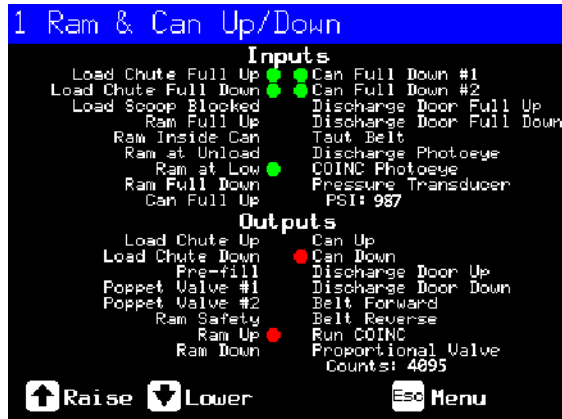 1 Ram & Can Up/Down
Inputs
Load Chute Full Up Can Full Down #1
Load Chute Full Down Can Full Down #2
Load Scoop Blocked Discharge Door Full Up
Ram Full Up Discharge Door Full Down
Ram Inside Can Taut Belt
Ram at Unload Discharge Photoeye
Ram at Low COINC Photoeye
Ram Full Down Pressure Transducer
Can Full Up PSI: 987
Outputs
Load Chute Up Can Up
Load Chute Down Can Down
Pre-fill Discharge Door Up
Poppet Valve #1 Discharge Door Down
Poppet Valve #2 Belt Forward
Ram Safety Belt Reverse
Ram Up Run COINC
Ram Down Proportional Valve
Counts: 4095
Raise Lower Esc Menu